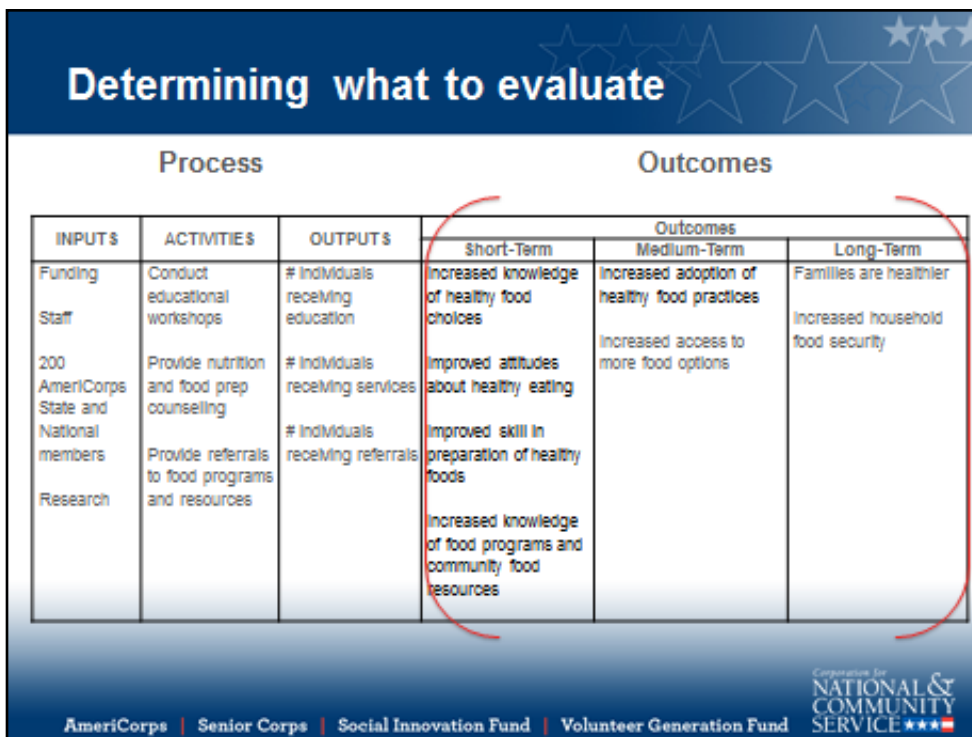 Determining what to evaluate
Process
Outcomes
INPUTS
ACTIVITIES
OUTPUTS
Outcomes
Short-Term
Medium-Term
Long-Term
Funding
Staff
200
AmeriCorps
State and
National
members
Research
Conduct
educational
workshops
Provide nutrition
and food prep
counseling
Provide referrals
to food programs
and resources
# Individuals
receiving
education
# Individuals
receiving services
# Individuals
receiving referrals
Increased knowledge
of healthy food
choices
Improved attitudes
about healthy eating
Improved skill in
preparation of healthy
foods
Increased knowledge
of food programs and
community food
resources
Increased adoption of
healthy food practices
Increased access to
more food options
Families are healthier
Increased household
food security
AmeriCorps | Senior Corps | Social Innovation Fund | Volunteer Generation Fund
Corporation for
NATIONAL &
COMMUNITY
SERVICE